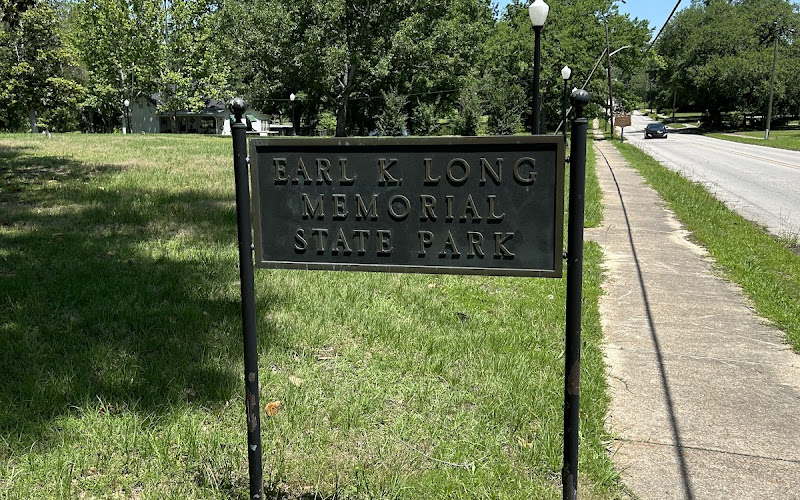 EARL K. LONG
MEMORIAL
STATE PARK